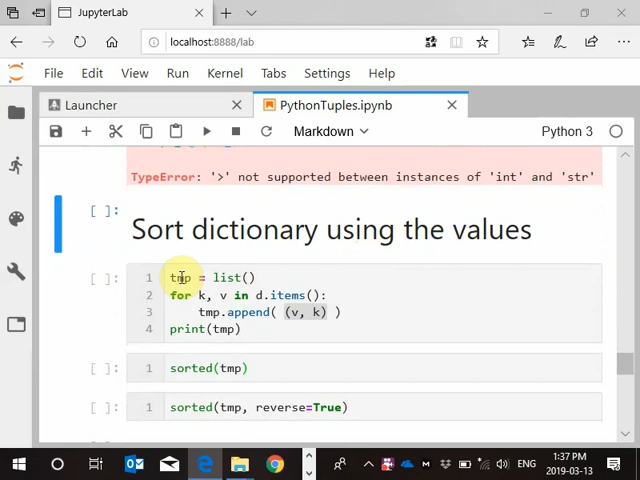 JupyterLab
localhost:8888/lab
File Edit View Run Kernel Tabs Settings Help
Launcher PythonTuples.ipynb
Markdown Python 3
TypeError: '>' not supported between instances of 'int' and 'str'
[ ]: Sort dictionary using the values
[ ]: 1 tmp = list()
2 for k, v in d.items():
3 tmp.append( (v, k) )
4 print(tmp)
[ ]: 1 sorted(tmp)
[ ]: 1 sorted(tmp, reverse=True)
ENG 1:37 PM
2019-03-13